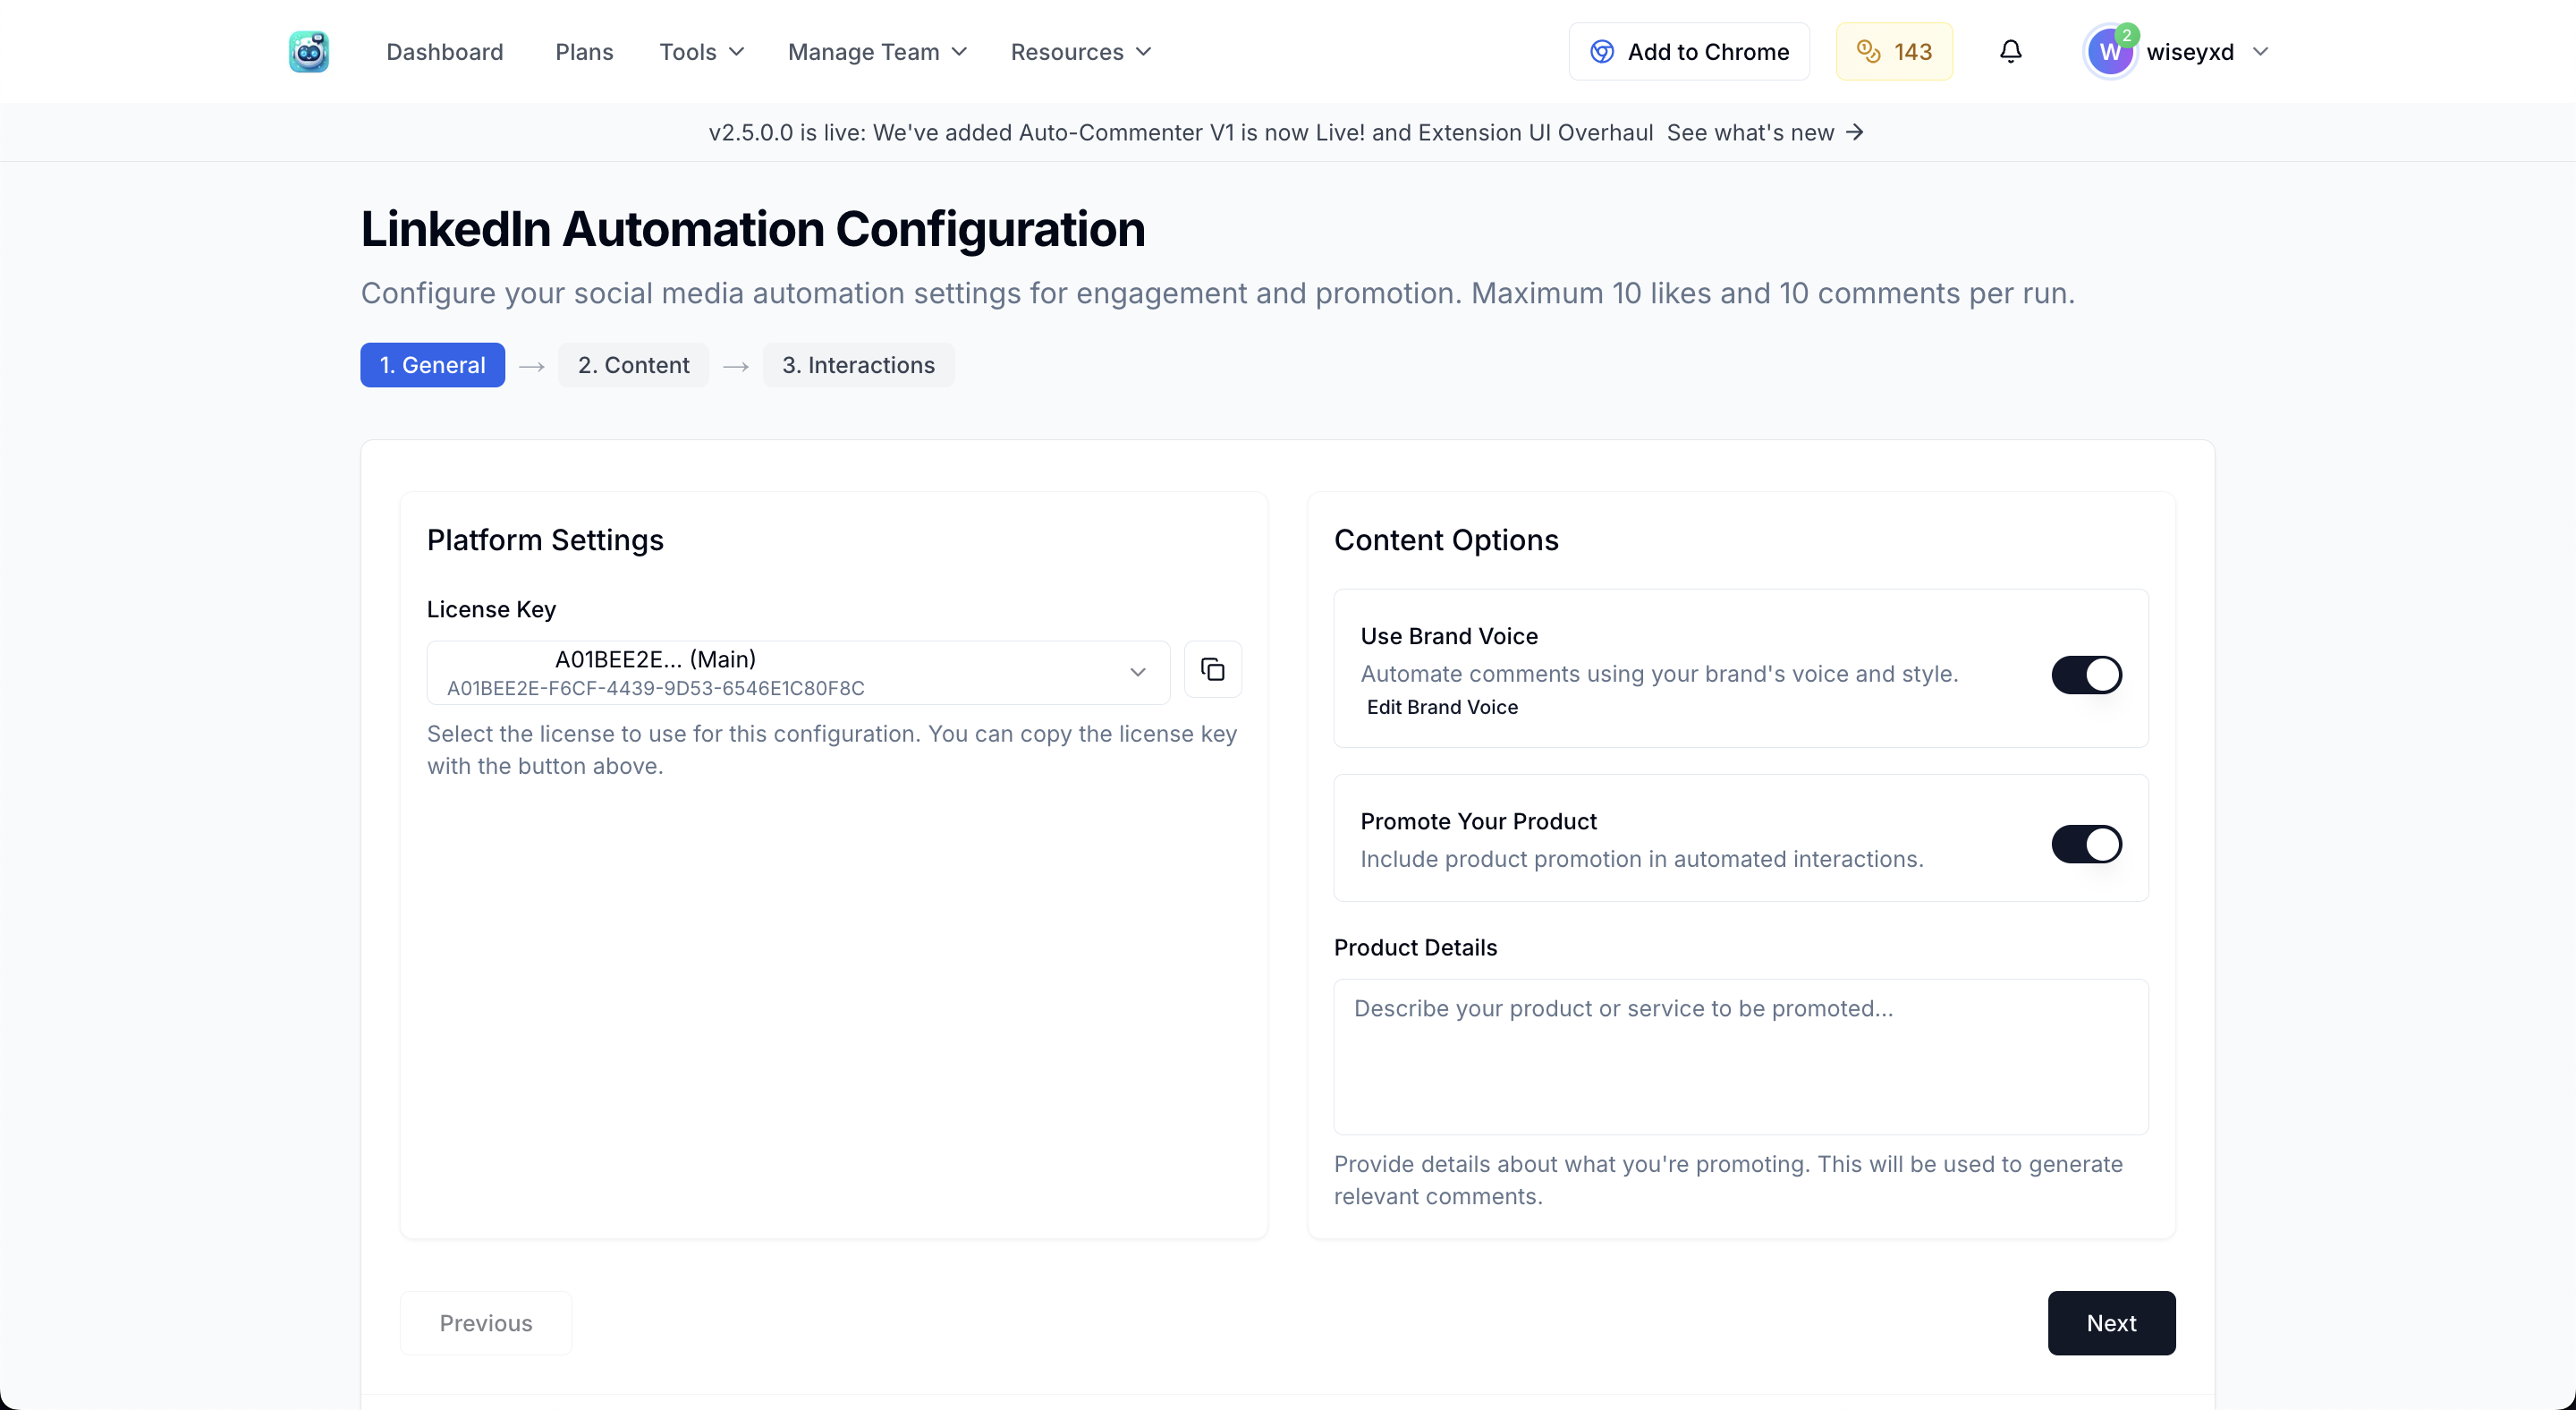 Dashboard
Plans
Tools
Manage Team
Resources
Add to Chrome
143
W
2
wiseyxd
v2.5.0.0 is live: We've added Auto-Commenter V1 is now Live! and Extension UI Overhaul See what's new →
LinkedIn Automation Configuration
Configure your social media automation settings for engagement and promotion. Maximum 10 likes and 10 comments per run.
1. General → 2. Content → 3. Interactions
Platform Settings
License Key
A01BEE2E... (Main)
A01BEE2E-F6CF-4439-9D53-6546E1C80F8C
Select the license to use for this configuration. You can copy the license key
with the button above.
Content Options
Use Brand Voice
Automate comments using your brand's voice and style.
Edit Brand Voice
Promote Your Product
Include product promotion in automated interactions.
Product Details
Describe your product or service to be promoted...
Provide details about what you're promoting. This will be used to generate
relevant comments.
Previous
Next